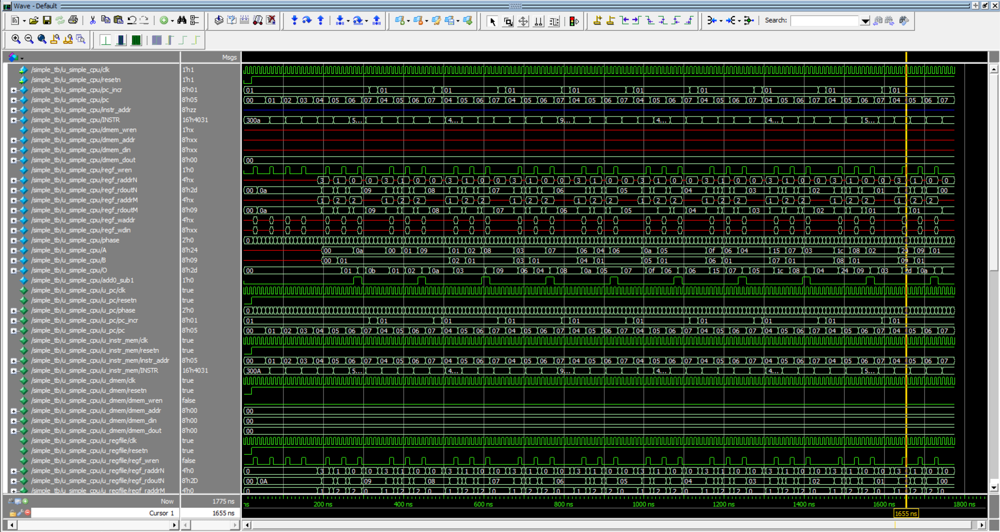 Wave - Default
Search:
Msgs
/simple_tb/u_simple_cpu/clk 1'h1
/simple_tb/u_simple_cpu/resetn 1'h1
/simple_tb/u_simple_cpu/pc_incr 8'h01 01 01 01 01 01 01 01 01 01 01 01
/simple_tb/u_simple_cpu/pc 8'h05 00 01 02 03 04 05 06 07 04 05 06 07 04 05 06 07 04 05 06 07 04 05 06 07 04 05 06 07 04 05 06 07 04 05 06 07 04 05 06 07 04 05 06 07
/simple_tb/u_simple_cpu/instr_addr 8'hzz
/simple_tb/u_simple_cpu/INSTR 16'h4031 300a 5... 4... 9... 4... 4... 5...
/simple_tb/u_simple_cpu/dmem_wren 1'hx
/simple_tb/u_simple_cpu/dmem_addr 8'hxx
/simple_tb/u_simple_cpu/dmem_din 8'hxx
/simple_tb/u_simple_cpu/dmem_dout 8'h00 00
/simple_tb/u_simple_cpu/regf_wren 1'h0
/simple_tb/u_simple_cpu/regf_raddrN 4'hx 3 1 0 0 3 1 0 0 3 1 0 0 3 1 0 0 3 1 0 0 3 1 0 0 3 1 0 0 3 1 0 0 3 1 0 0 3 1 0 0
/simple_tb/u_simple_cpu/regf_rdoutN 8'h2d 00 0a 09 08 07 06 05 04 03 02 01 00
/simple_tb/u_simple_cpu/regf_raddrM 4'hx 1 2 2 1 2 2 1 2 2 1 2 2 1 2 2 1 2 2 1 2 2 1 2 2 1 2 2 1 2 2
/simple_tb/u_simple_cpu/regf_rdoutM 8'h09 00 0a 09 08 07 06 05 04 03 02 01 01
/simple_tb/u_simple_cpu/regf_waddr 4'hx
/simple_tb/u_simple_cpu/regf_wdin 8'hxx
/simple_tb/u_simple_cpu/phase 2'h0 0
/simple_tb/u_simple_cpu/A 8'h24 00 0a 00 01 09 01 02 08 03 07 06 04 06 0a 05 0f 06 04 15 07 03 1c 08 02 24 09 01
/simple_tb/u_simple_cpu/B 8'h09 00 01 02 01 03 01 04 01 05 01 06 01 07 01 08 01 09 01
/simple_tb/u_simple_cpu/O 8'h2d 00 01 0b 01 02 0a 03 09 06 04 08 0a 05 07 0f 06 06 15 07 05 1c 08 04 24 09 03 2d 0a
/simple_tb/u_simple_cpu/add0_sub1 1'h0
/simple_tb/u_simple_cpu/u_pc/clk true
/simple_tb/u_simple_cpu/u_pc/resetn true
/simple_tb/u_simple_cpu/u_pc/phase 2'h0 0
/simple_tb/u_simple_cpu/u_pc/pc_incr 8'h01 01 01 01 01 01 01 01 01 01 01 01
/simple_tb/u_simple_cpu/u_pc/pc 8'h05 00 01 02 03 04 05 06 07 04 05 06 07 04 05 06 07 04 05 06 07 04 05 06 07 04 05 06 07 04 05 06 07 04 05 06 07 04 05 06 07 04 05 06 07
/simple_tb/u_simple_cpu/u_instr_mem/clk true
/simple_tb/u_simple_cpu/u_instr_mem/resetn true
/simple_tb/u_simple_cpu/u_instr_mem/instr_addr 8'h05 00 01 02 03 04 05 06 07 04 05 06 07 04 05 06 07 04 05 06 07 04 05 06 07 04 05 06 07 04 05 06 07 04 05 06 07 04 05 06 07 04 05 06 07
/simple_tb/u_simple_cpu/u_instr_mem/INSTR 16'h4031 300A 5... 4... 9... 4... 4... 5...
/simple_tb/u_simple_cpu/u_dmem/clk true
/simple_tb/u_simple_cpu/u_dmem/resetn true
/simple_tb/u_simple_cpu/u_dmem/dmem_wren false
/simple_tb/u_simple_cpu/u_dmem/dmem_addr 8'h00 00
/simple_tb/u_simple_cpu/u_dmem/dmem_din 8'h00 00
/simple_tb/u_simple_cpu/u_dmem/dmem_dout 8'h00 00
/simple_tb/u_simple_cpu/u_regfile/clk true
/simple_tb/u_simple_cpu/u_regfile/resetn true
/simple_tb/u_simple_cpu/u_regfile/regf_wren false
/simple_tb/u_simple_cpu/u_regfile/regf_raddrN 4'h0 0 3 1 0 0 3 1 0 0 3 1 0 0 3 1 0 0 3 1 0 0 3 1 0 0 3 1 0 0 3 1 0 0 3 1 0 0 3 1 0 0
/simple_tb/u_simple_cpu/u_regfile/regf_rdoutN 8'h2D 00 0A 09 08 07 06 05 04 03 02 01 00
/simple_tb/u_simple_cpu/u_regfile/regf_raddrM 4'h0 0 1 2 2 0 1 2 2 0 1 2 2 0 1 2 2 0 1 2 2 0 1 2 2 0 1 2 2 0 1 2 2 0 1 2 2 0 1 2 2 0
Now 1775 ns
ns 200 ns 400 ns 600 ns 800 ns 1000 ns 1200 ns 1400 ns 1600 ns 1800 ns
Cursor 1 1655 ns
1655 ns